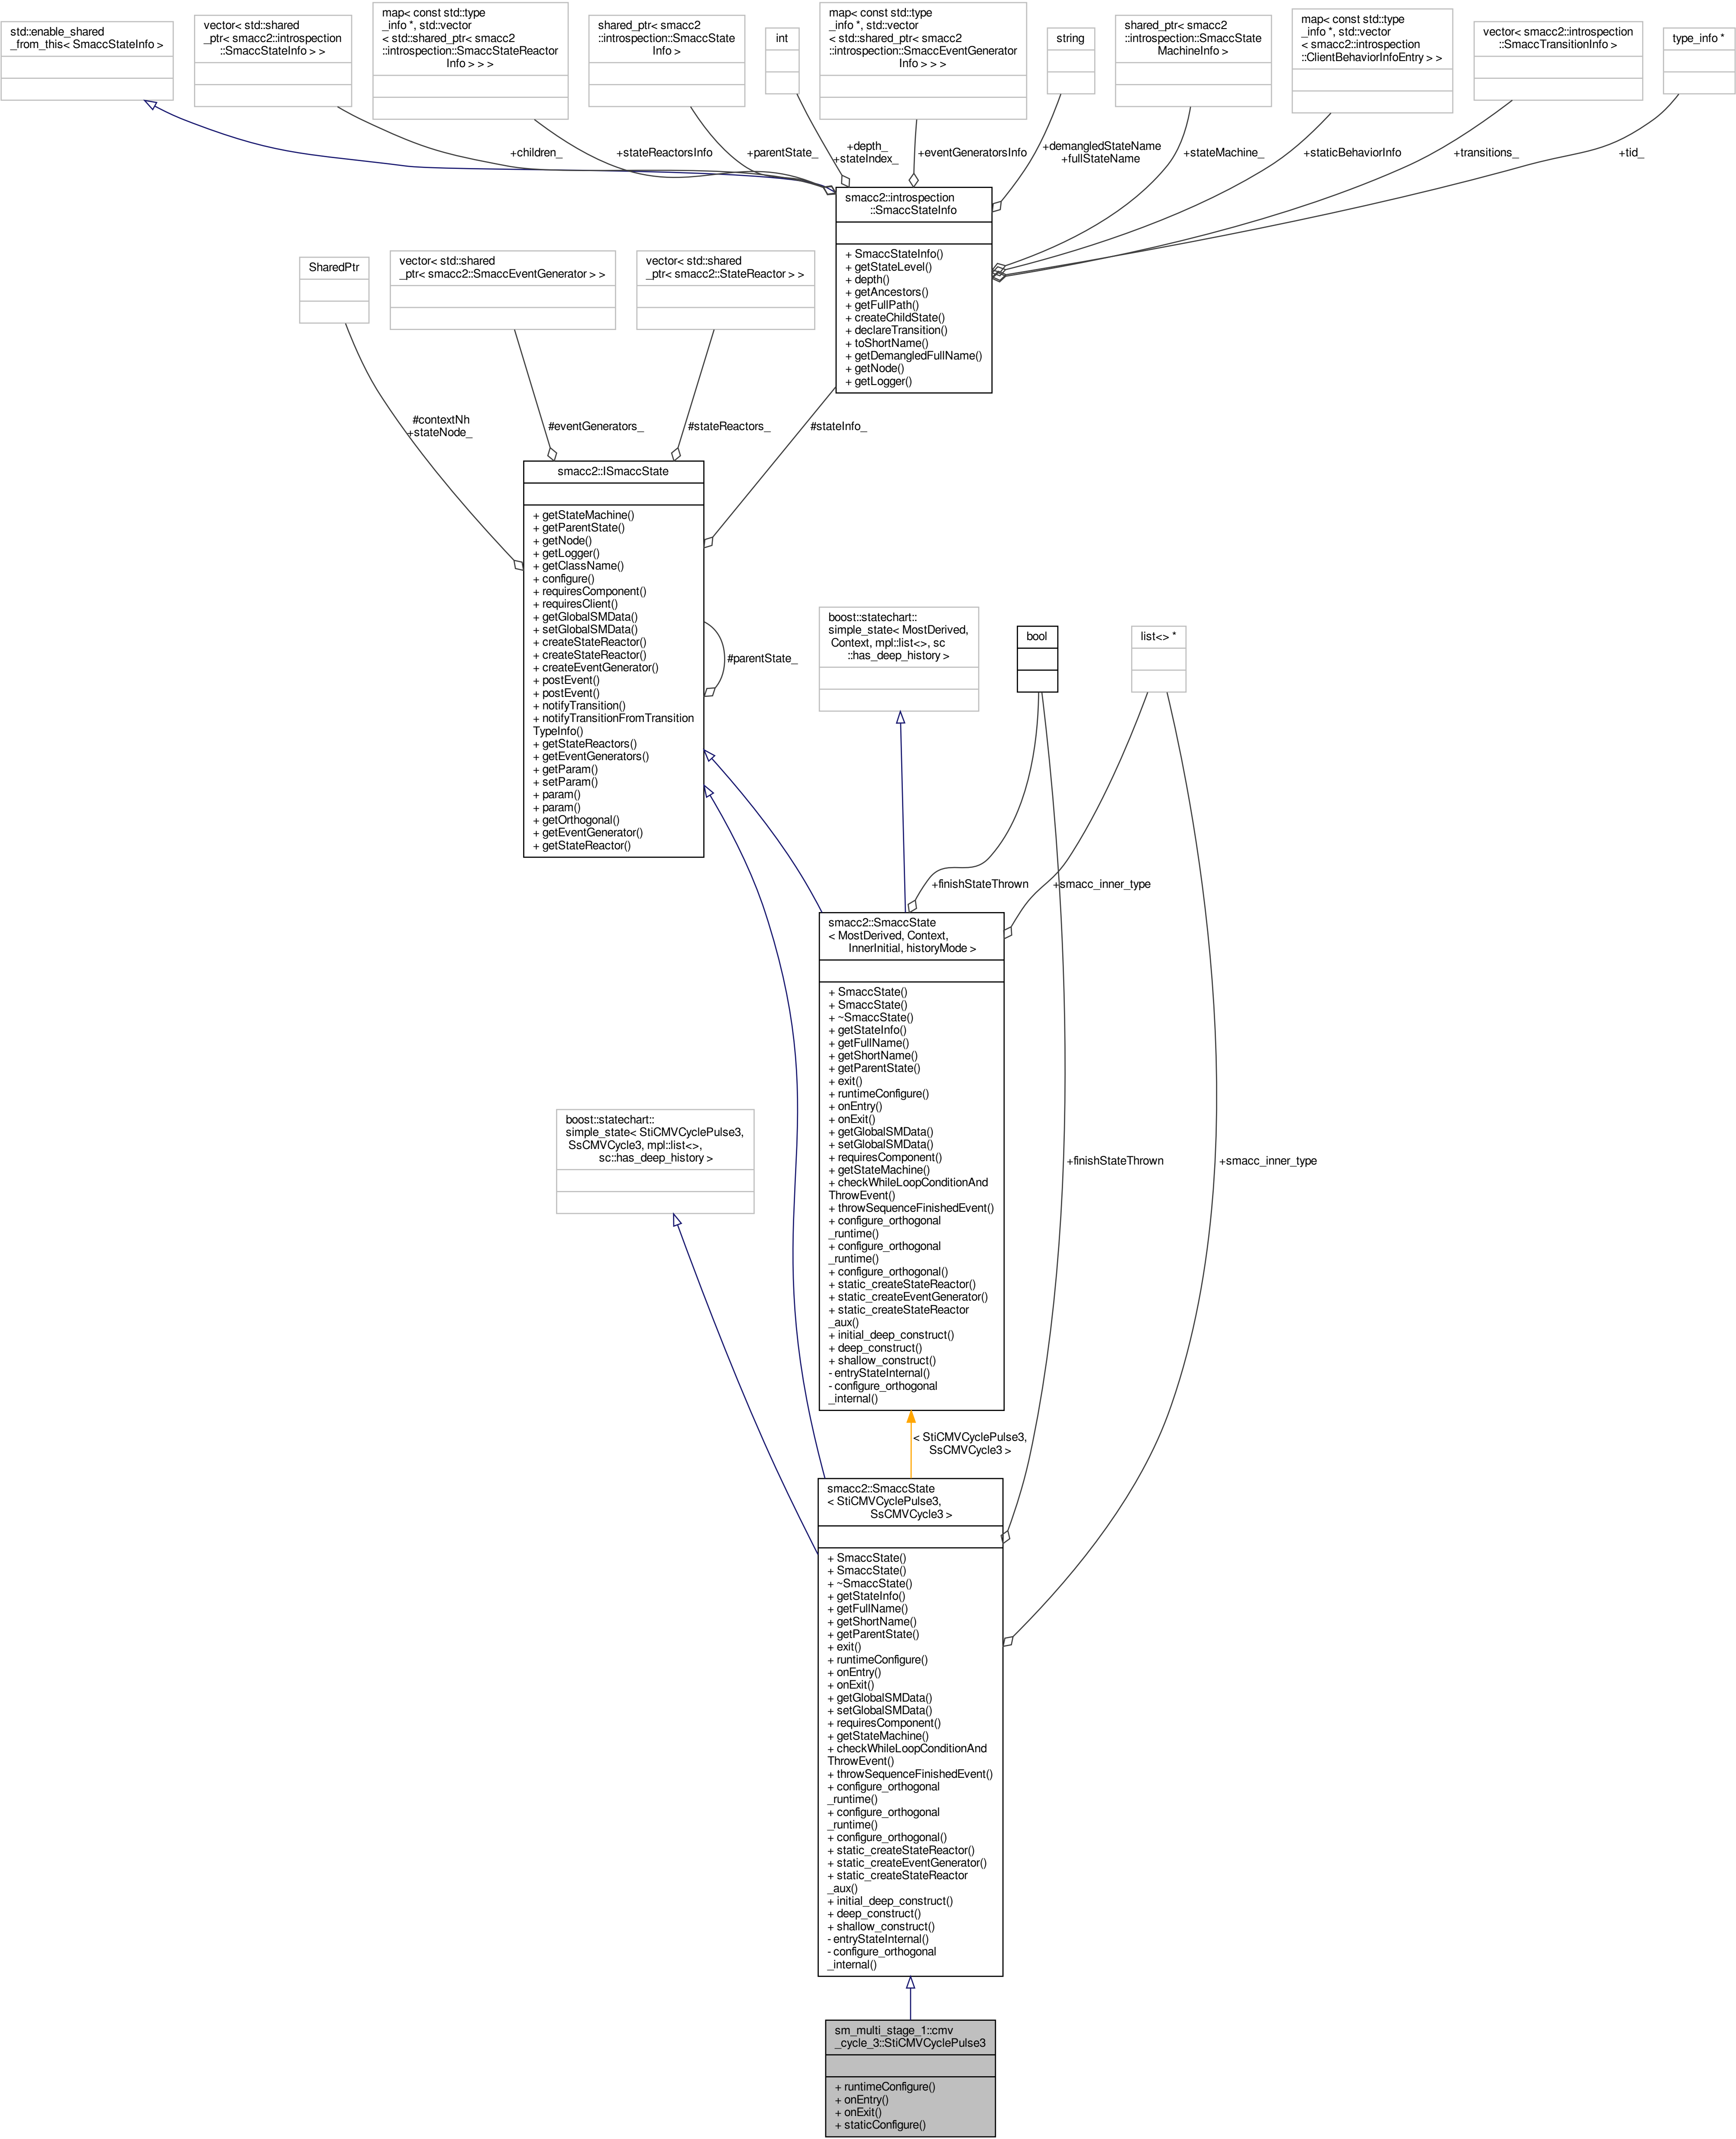 std::enable_shared
_from_this< SmaccStateInfo >
vector< std::shared
_ptr< smacc2::introspection
::SmaccStateInfo > >
map< const std::type
_info *, std::vector
< std::shared_ptr< smacc2
::introspection::SmaccStateReactor
Info > > >
shared_ptr< smacc2
::introspection::SmaccState
Info >
int
map< const std::type
_info *, std::vector
< std::shared_ptr< smacc2
::introspection::SmaccEventGenerator
Info > > >
string
shared_ptr< smacc2
::introspection::SmaccState
MachineInfo >
map< const std::type
_info *, std::vector
< smacc2::introspection
::ClientBehaviorInfoEntry > >
vector< smacc2::introspection
::SmaccTransitionInfo >
type_info *
+children_
+stateReactorsInfo
+parentState_
+depth_
+stateIndex_
+eventGeneratorsInfo
+demangledStateName
+fullStateName
+stateMachine_
+staticBehaviorInfo
+transitions_
+tid_
smacc2::introspection
::SmaccStateInfo
+ SmaccStateInfo()
+ getStateLevel()
+ depth()
+ getAncestors()
+ getFullPath()
+ createChildState()
+ declareTransition()
+ toShortName()
+ getDemangledFullName()
+ getNode()
+ getLogger()
SharedPtr
vector< std::shared
_ptr< smacc2::SmaccEventGenerator > >
vector< std::shared
_ptr< smacc2::StateReactor > >
#contextNh
+stateNode_
#eventGenerators_
#stateReactors_
#stateInfo_
smacc2::ISmaccState
+ getStateMachine()
+ getParentState()
+ getNode()
+ getLogger()
+ getClassName()
+ configure()
+ requiresComponent()
+ requiresClient()
+ getGlobalSMData()
+ setGlobalSMData()
+ createStateReactor()
+ createStateReactor()
+ createEventGenerator()
+ postEvent()
+ postEvent()
+ notifyTransition()
+ notifyTransitionFromTransition
TypeInfo()
+ getStateReactors()
+ getEventGenerators()
+ getParam()
+ setParam()
+ param()
+ param()
+ getOrthogonal()
+ getEventGenerator()
+ getStateReactor()
#parentState_
boost::statechart::
simple_state< MostDerived,
Context, mpl::list<>, sc
::has_deep_history >
bool
list<> *
+finishStateThrown
+smacc_inner_type
smacc2::SmaccState
< MostDerived, Context,
InnerInitial, historyMode >
+ SmaccState()
+ SmaccState()
+ ~SmaccState()
+ getStateInfo()
+ getFullName()
+ getShortName()
+ getParentState()
+ exit()
+ runtimeConfigure()
+ onEntry()
+ onExit()
+ getGlobalSMData()
+ setGlobalSMData()
+ requiresComponent()
+ getStateMachine()
+ checkWhileLoopConditionAnd
ThrowEvent()
+ throwSequenceFinishedEvent()
+ configure_orthogonal
_runtime()
+ configure_orthogonal
_runtime()
+ configure_orthogonal()
+ static_createStateReactor()
+ static_createEventGenerator()
+ static_createStateReactor
_aux()
+ initial_deep_construct()
+ deep_construct()
+ shallow_construct()
- entryStateInternal()
- configure_orthogonal
_internal()
boost::statechart::
simple_state< StiCMVCyclePulse3,
SsCMVCycle3, mpl::list<>,
sc::has_deep_history >
+finishStateThrown
+smacc_inner_type
< StiCMVCyclePulse3,
SsCMVCycle3 >
smacc2::SmaccState
< StiCMVCyclePulse3,
SsCMVCycle3 >
+ SmaccState()
+ SmaccState()
+ ~SmaccState()
+ getStateInfo()
+ getFullName()
+ getShortName()
+ getParentState()
+ exit()
+ runtimeConfigure()
+ onEntry()
+ onExit()
+ getGlobalSMData()
+ setGlobalSMData()
+ requiresComponent()
+ getStateMachine()
+ checkWhileLoopConditionAnd
ThrowEvent()
+ throwSequenceFinishedEvent()
+ configure_orthogonal
_runtime()
+ configure_orthogonal
_runtime()
+ configure_orthogonal()
+ static_createStateReactor()
+ static_createEventGenerator()
+ static_createStateReactor
_aux()
+ initial_deep_construct()
+ deep_construct()
+ shallow_construct()
- entryStateInternal()
- configure_orthogonal
_internal()
sm_multi_stage_1::cmv
_cycle_3::StiCMVCyclePulse3
+ runtimeConfigure()
+ onEntry()
+ onExit()
+ staticConfigure()